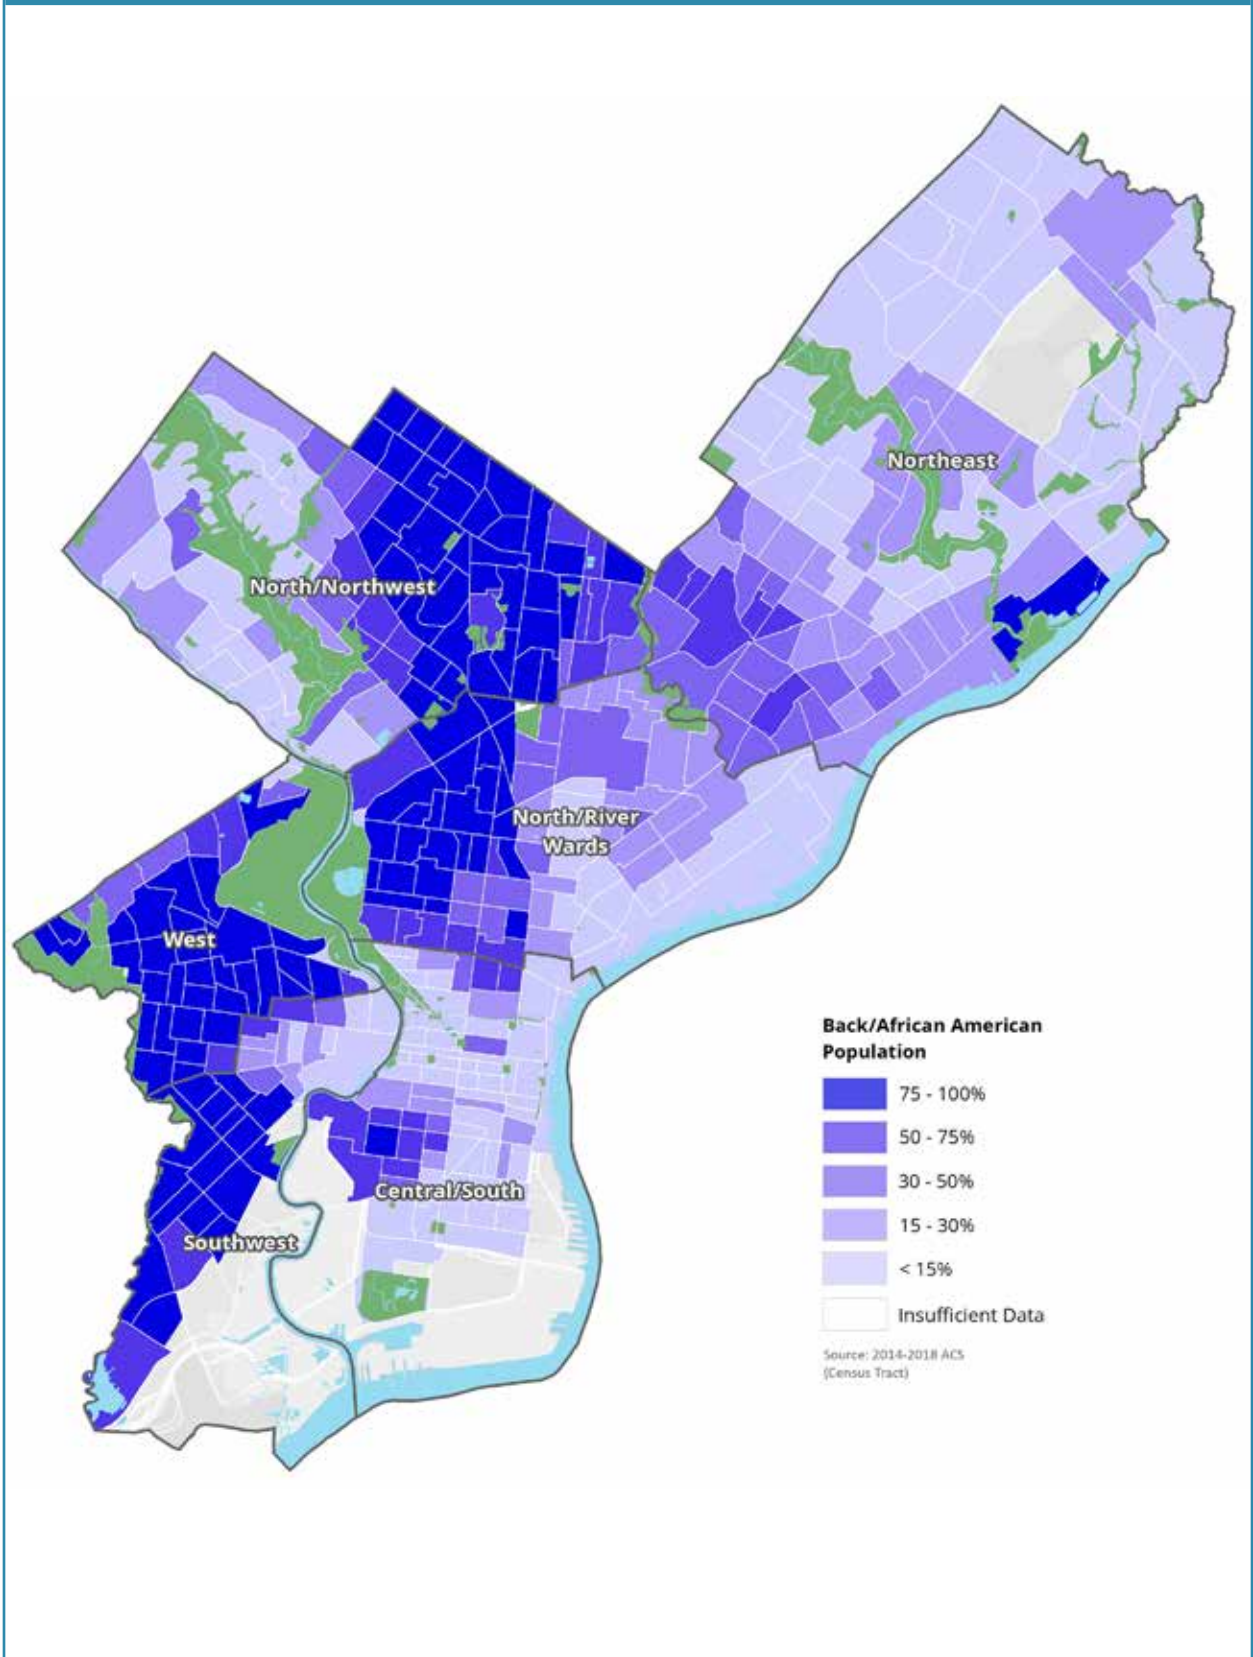 Northeast
North/Northwest
North/River
Wards
West
Central/South
Southwest
Back/African American
Population
75 - 100%
50 - 75%
30 - 50%
15 - 30%
< 15%
Insufficient Data
Source: 2014-2018 ACS
(Census Tract)